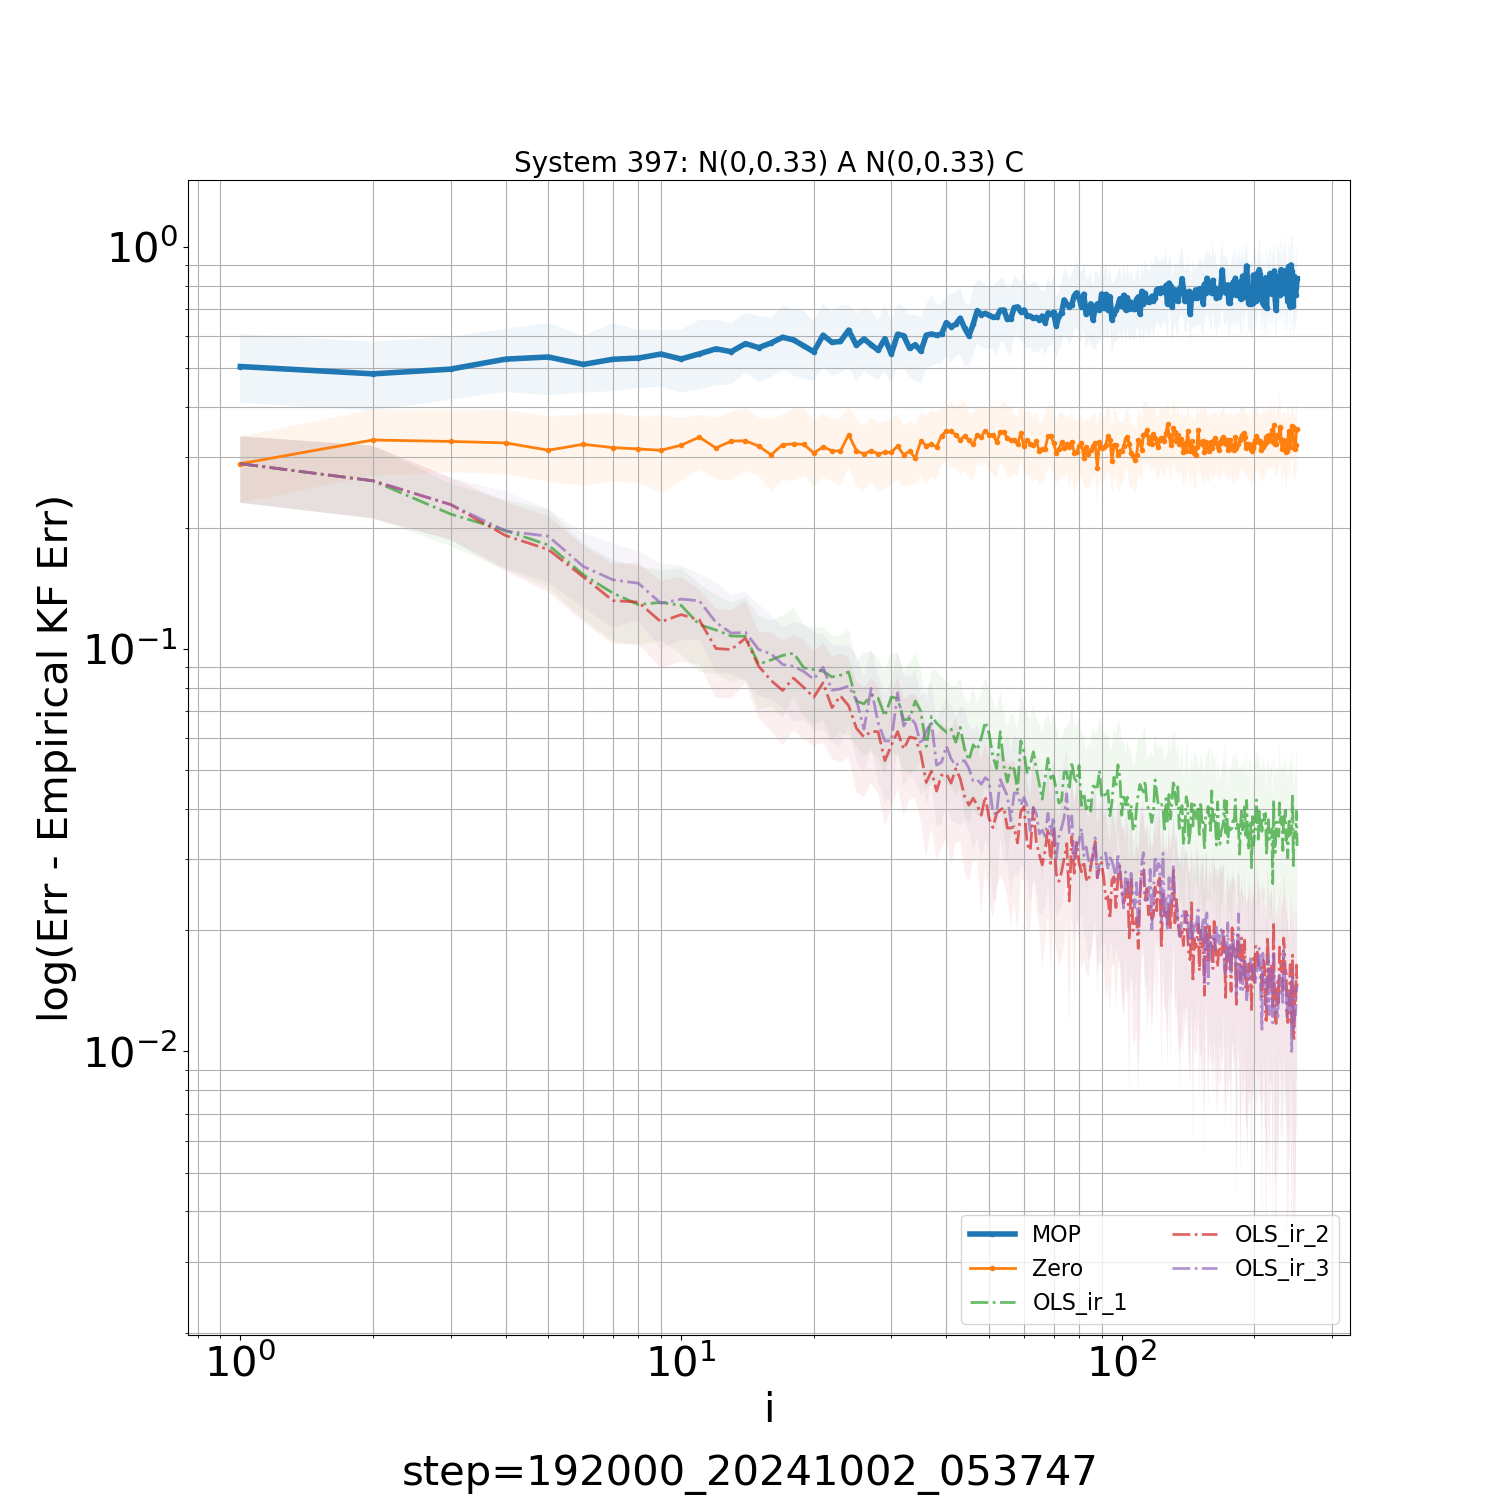 System 397: N(0,0.33) A N(0,0.33) C
log(Err - Empirical KF Err)
10⁰
10⁻¹
10⁻²
MOP
Zero
OLS_ir_1
OLS_ir_2
OLS_ir_3
10⁰ 10¹ 10²
i
step=192000_20241002_053747